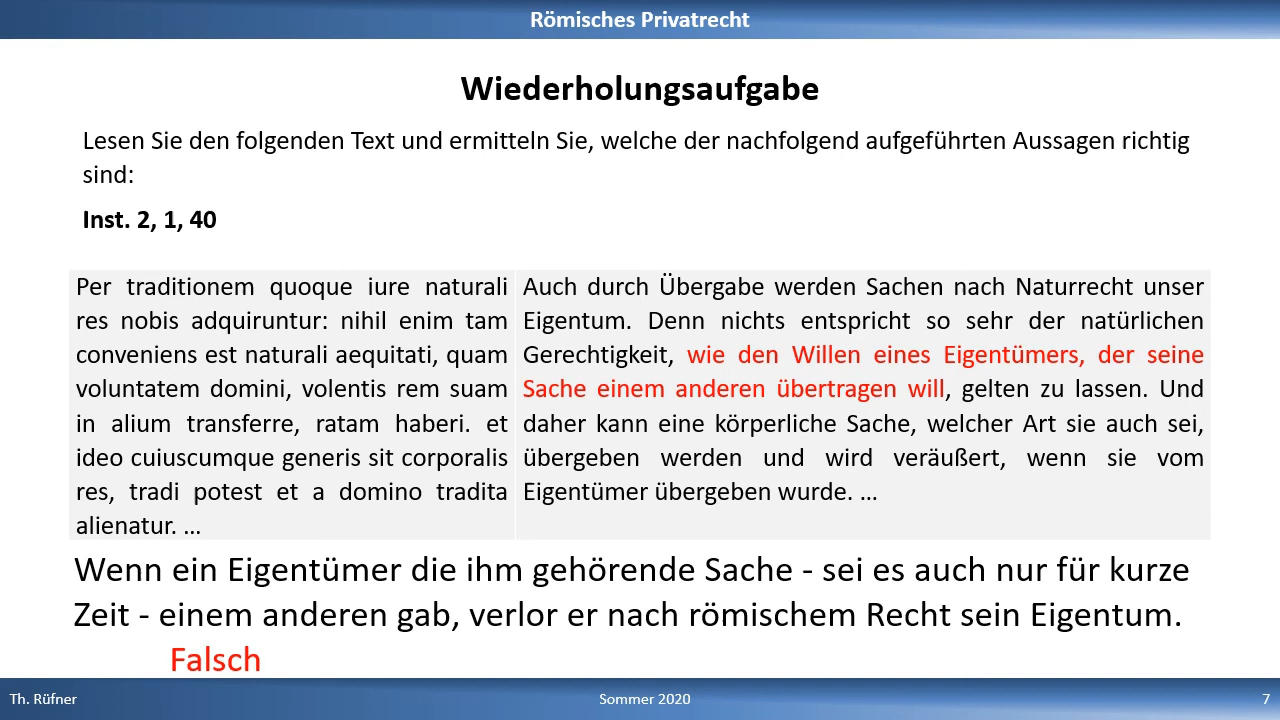 Römisches Privatrecht
Wiederholungsaufgabe
Lesen Sie den folgenden Text und ermitteln Sie, welche der nachfolgend aufgeführten Aussagen richtig
sind:
Inst. 2, 1, 40
Per traditionem quoque iure naturali
res nobis adquiruntur: nihil enim tam
conveniens est naturali aequitati, quam
voluntatem domini, volentis rem suam
in alium transferre, ratam haberi. et
ideo cuiuscumque generis sit corporalis
res, tradi potest et a domino tradita
alienatur. ...
Auch durch Übergabe werden Sachen nach Naturrecht unser
Eigentum. Denn nichts entspricht so sehr der natürlichen
Gerechtigkeit, wie den Willen eines Eigentümers, der seine
Sache einem anderen übertragen will, gelten zu lassen. Und
daher kann eine körperliche Sache, welcher Art sie auch sei,
übergeben werden und wird veräußert, wenn sie vom
Eigentümer übergeben wurde. ...
Wenn ein Eigentümer die ihm gehörende Sache - sei es auch nur für kurze
Zeit - einem anderen gab, verlor er nach römischem Recht sein Eigentum.
Falsch
Th. Rüfner
Sommer 2020
7